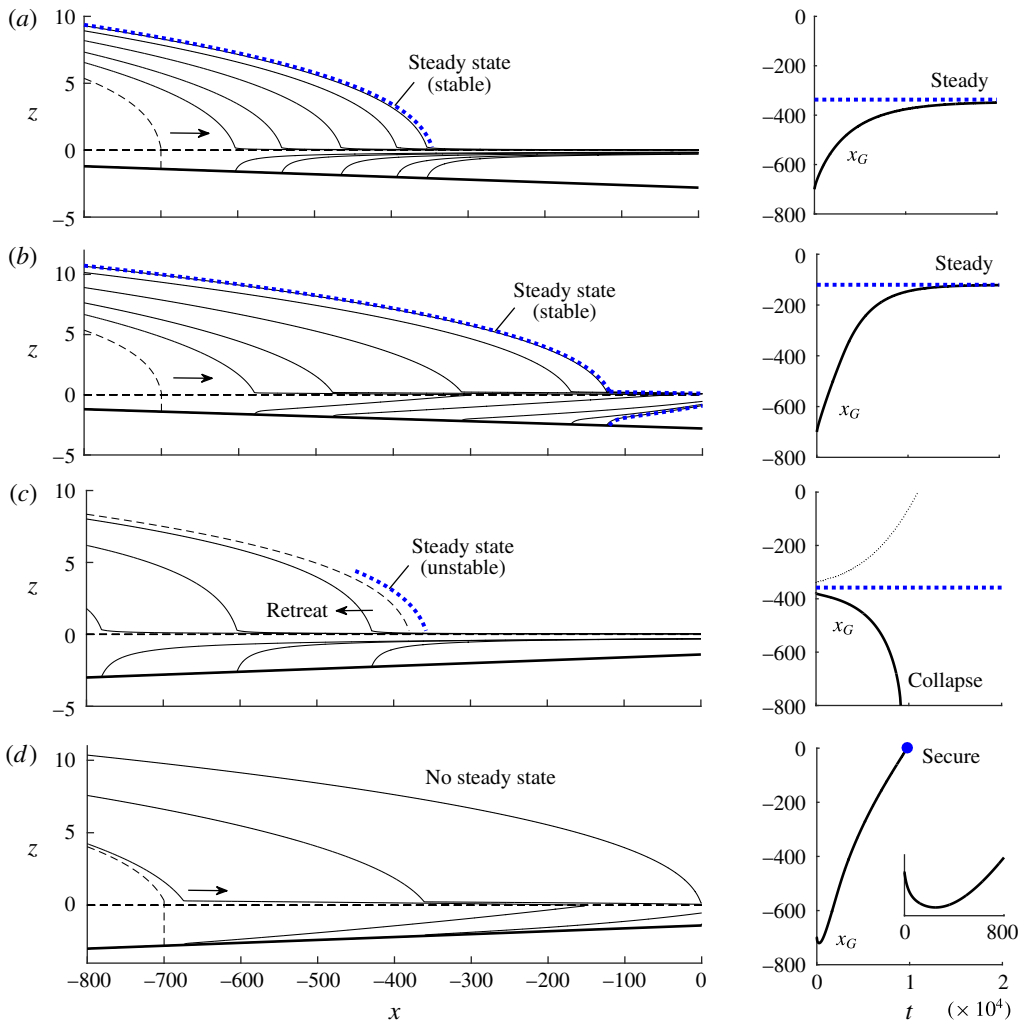 (a)
10
5
0
−5
z
Steady state
(stable)
0
−200
−400
−600
−800
Steady
x_G
(b)
10
5
0
−5
z
Steady state
(stable)
0
−200
−400
−600
−800
Steady
x_G
(c)
10
5
0
−5
z
Steady state
(unstable)
Retreat
0
−200
−400
−600
−800
x_G
Collapse
(d)
10
5
0
z
No steady state
−800 −700 −600 −500 −400 −300 −200 −100 0
x
0
−200
−400
−600
−800
Secure
x_G
0 800
0 1 2
t (× 10⁴)